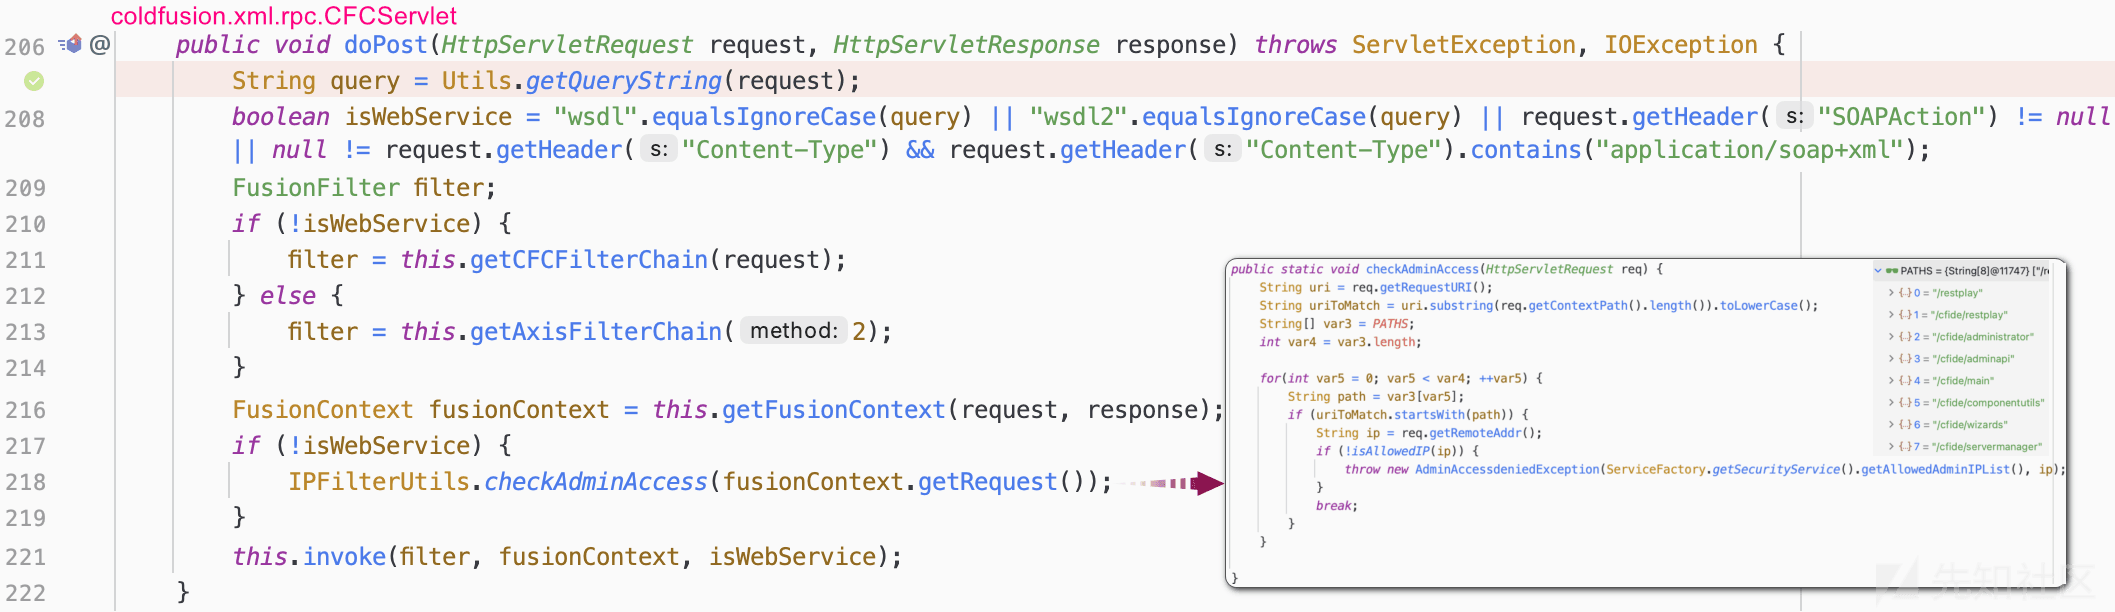 coldfusion.xml.rpc.CFCServlet
206 @ public void doPost(HttpServletRequest request, HttpServletResponse response) throws ServletException, IOException {
String query = Utils.getQueryString(request);
208 boolean isWebService = "wsdl".equalsIgnoreCase(query) || "wsdl2".equalsIgnoreCase(query) || request.getHeader( s: "SOAPAction") != null
|| null != request.getHeader( s: "Content-Type") && request.getHeader( s: "Content-Type").contains("application/soap+xml");
209 FusionFilter filter;
210 if (!isWebService) {
211 filter = this.getCFCFilterChain(request);
212 } else {
213 filter = this.getAxisFilterChain( method: 2);
214 }
216 FusionContext fusionContext = this.getFusionContext(request, response);
217 if (!isWebService) {
218 IPFilterUtils.checkAdminAccess(fusionContext.getRequest());
219 }
221 this.invoke(filter, fusionContext, isWebService);
222 }
public static void checkAdminAccess(HttpServletRequest req) {
String uri = req.getRequestURI();
String uriToMatch = uri.substring(req.getContextPath().length()).toLowerCase();
String[] var3 = PATHS;
int var4 = var3.length;
for(int var5 = 0; var5 < var4; ++var5) {
String path = var3[var5];
if (uriToMatch.startsWith(path)) {
String ip = req.getRemoteAddr();
if (!isAllowedIP(ip)) {
throw new AdminAccessdeniedException(ServiceFactory.getSecurityService().getAllowedAdminIPList(), ip);
}
break;
}
}
}
PATHS = {String[8]@11747} ["/re
0 = "/restplay"
1 = "/cfide/restplay"
2 = "/cfide/administrator"
3 = "/cfide/adminapi"
4 = "/cfide/main"
5 = "/cfide/componentutils"
6 = "/cfide/wizards"
7 = "/cfide/servermanager"
先知社区